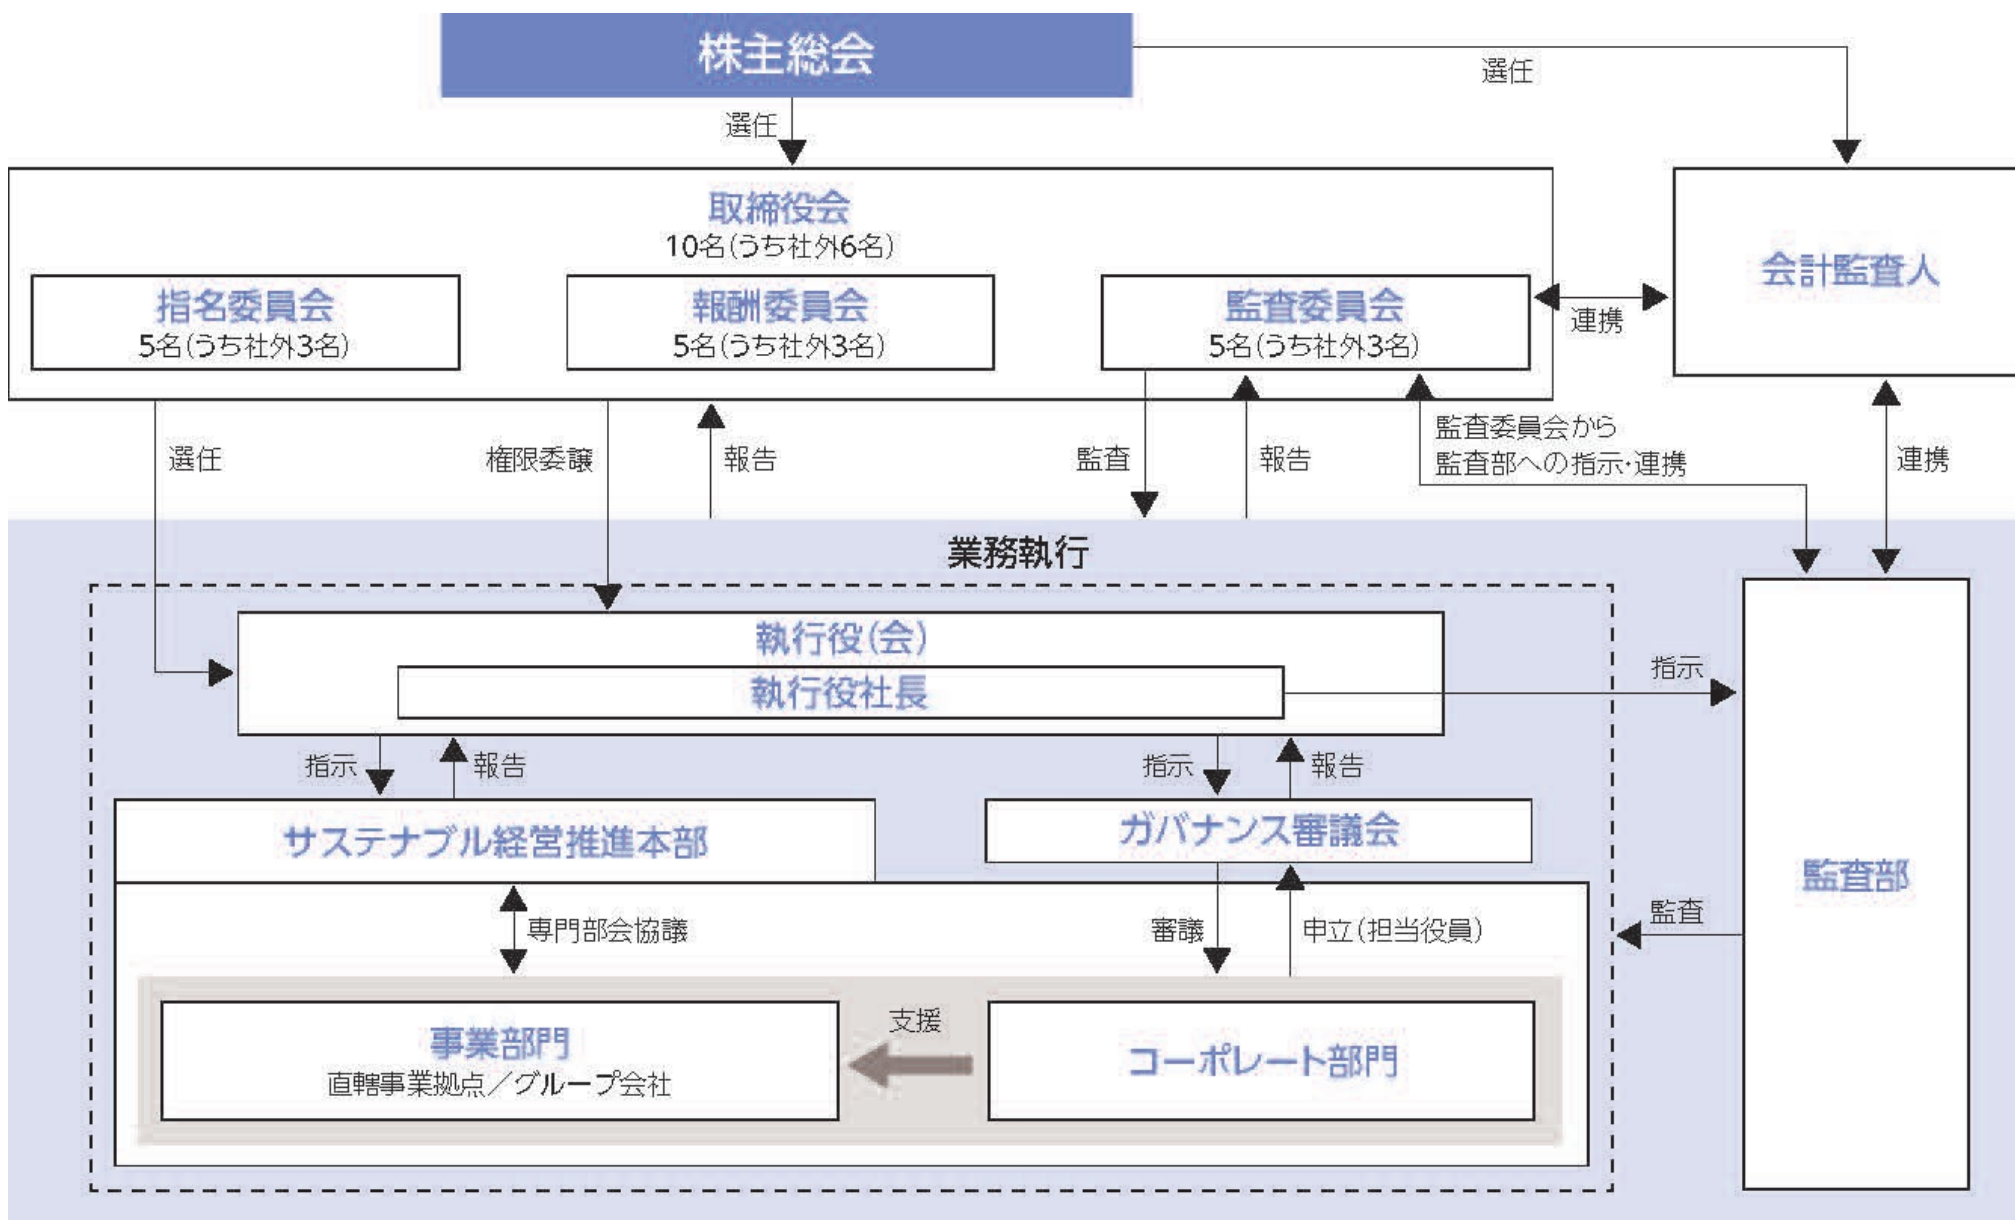 株主総会
選任
選任
取締役会
10名(うち社外6名)
指名委員会
5名(うち社外3名)
報酬委員会
5名(うち社外3名)
監査委員会
5名(うち社外3名)
連携
会計監査人
選任
権限委譲
報告
監査
報告
監査委員会から
監査部への指示・連携
連携
業務執行
執行役(会)
執行役社長
指示
指示
報告
指示
報告
サステナブル経営推進本部
ガバナンス審議会
監査部
監査
専門部会協議
審議
申立(担当役員)
事業部門
直轄事業拠点／グループ会社
支援
コーポレート部門